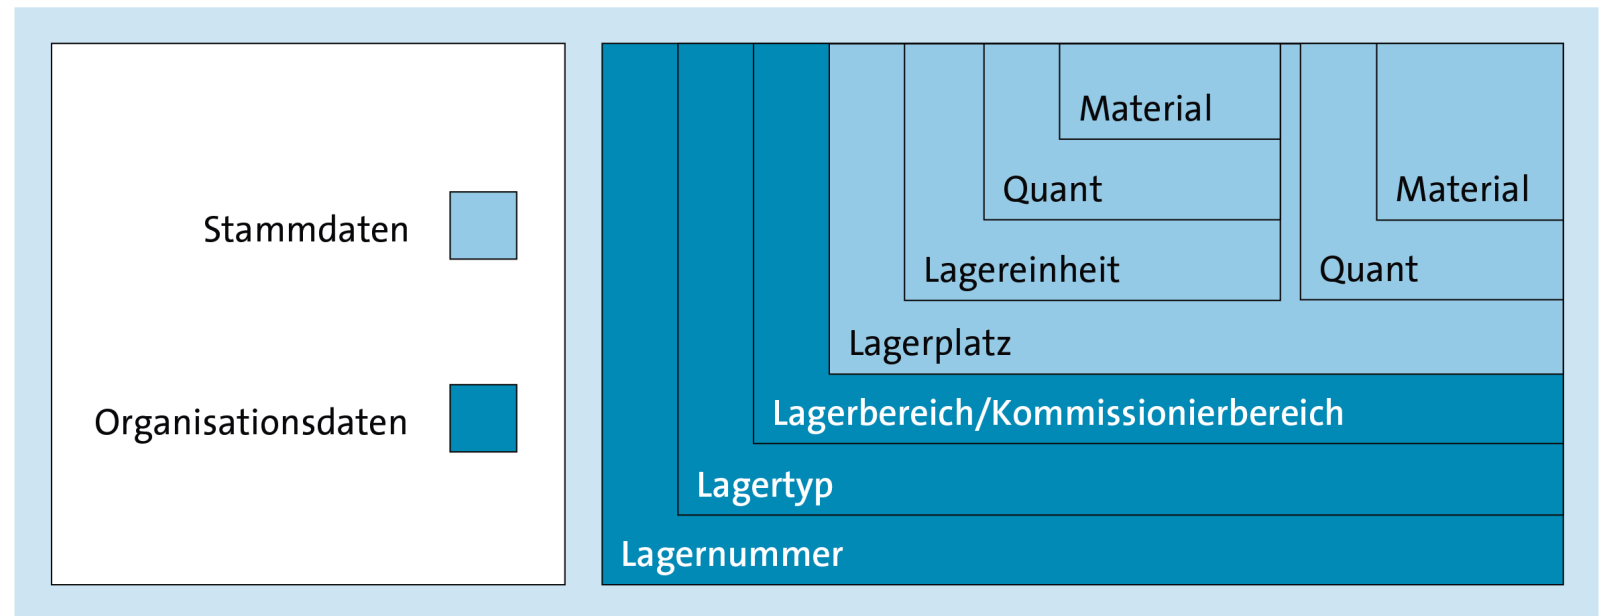 Stammdaten
Organisationsdaten
Material
Quant
Lagereinheit
Material
Quant
Lagerplatz
Lagerbereich/Kommissionierbereich
Lagertyp
Lagernummer